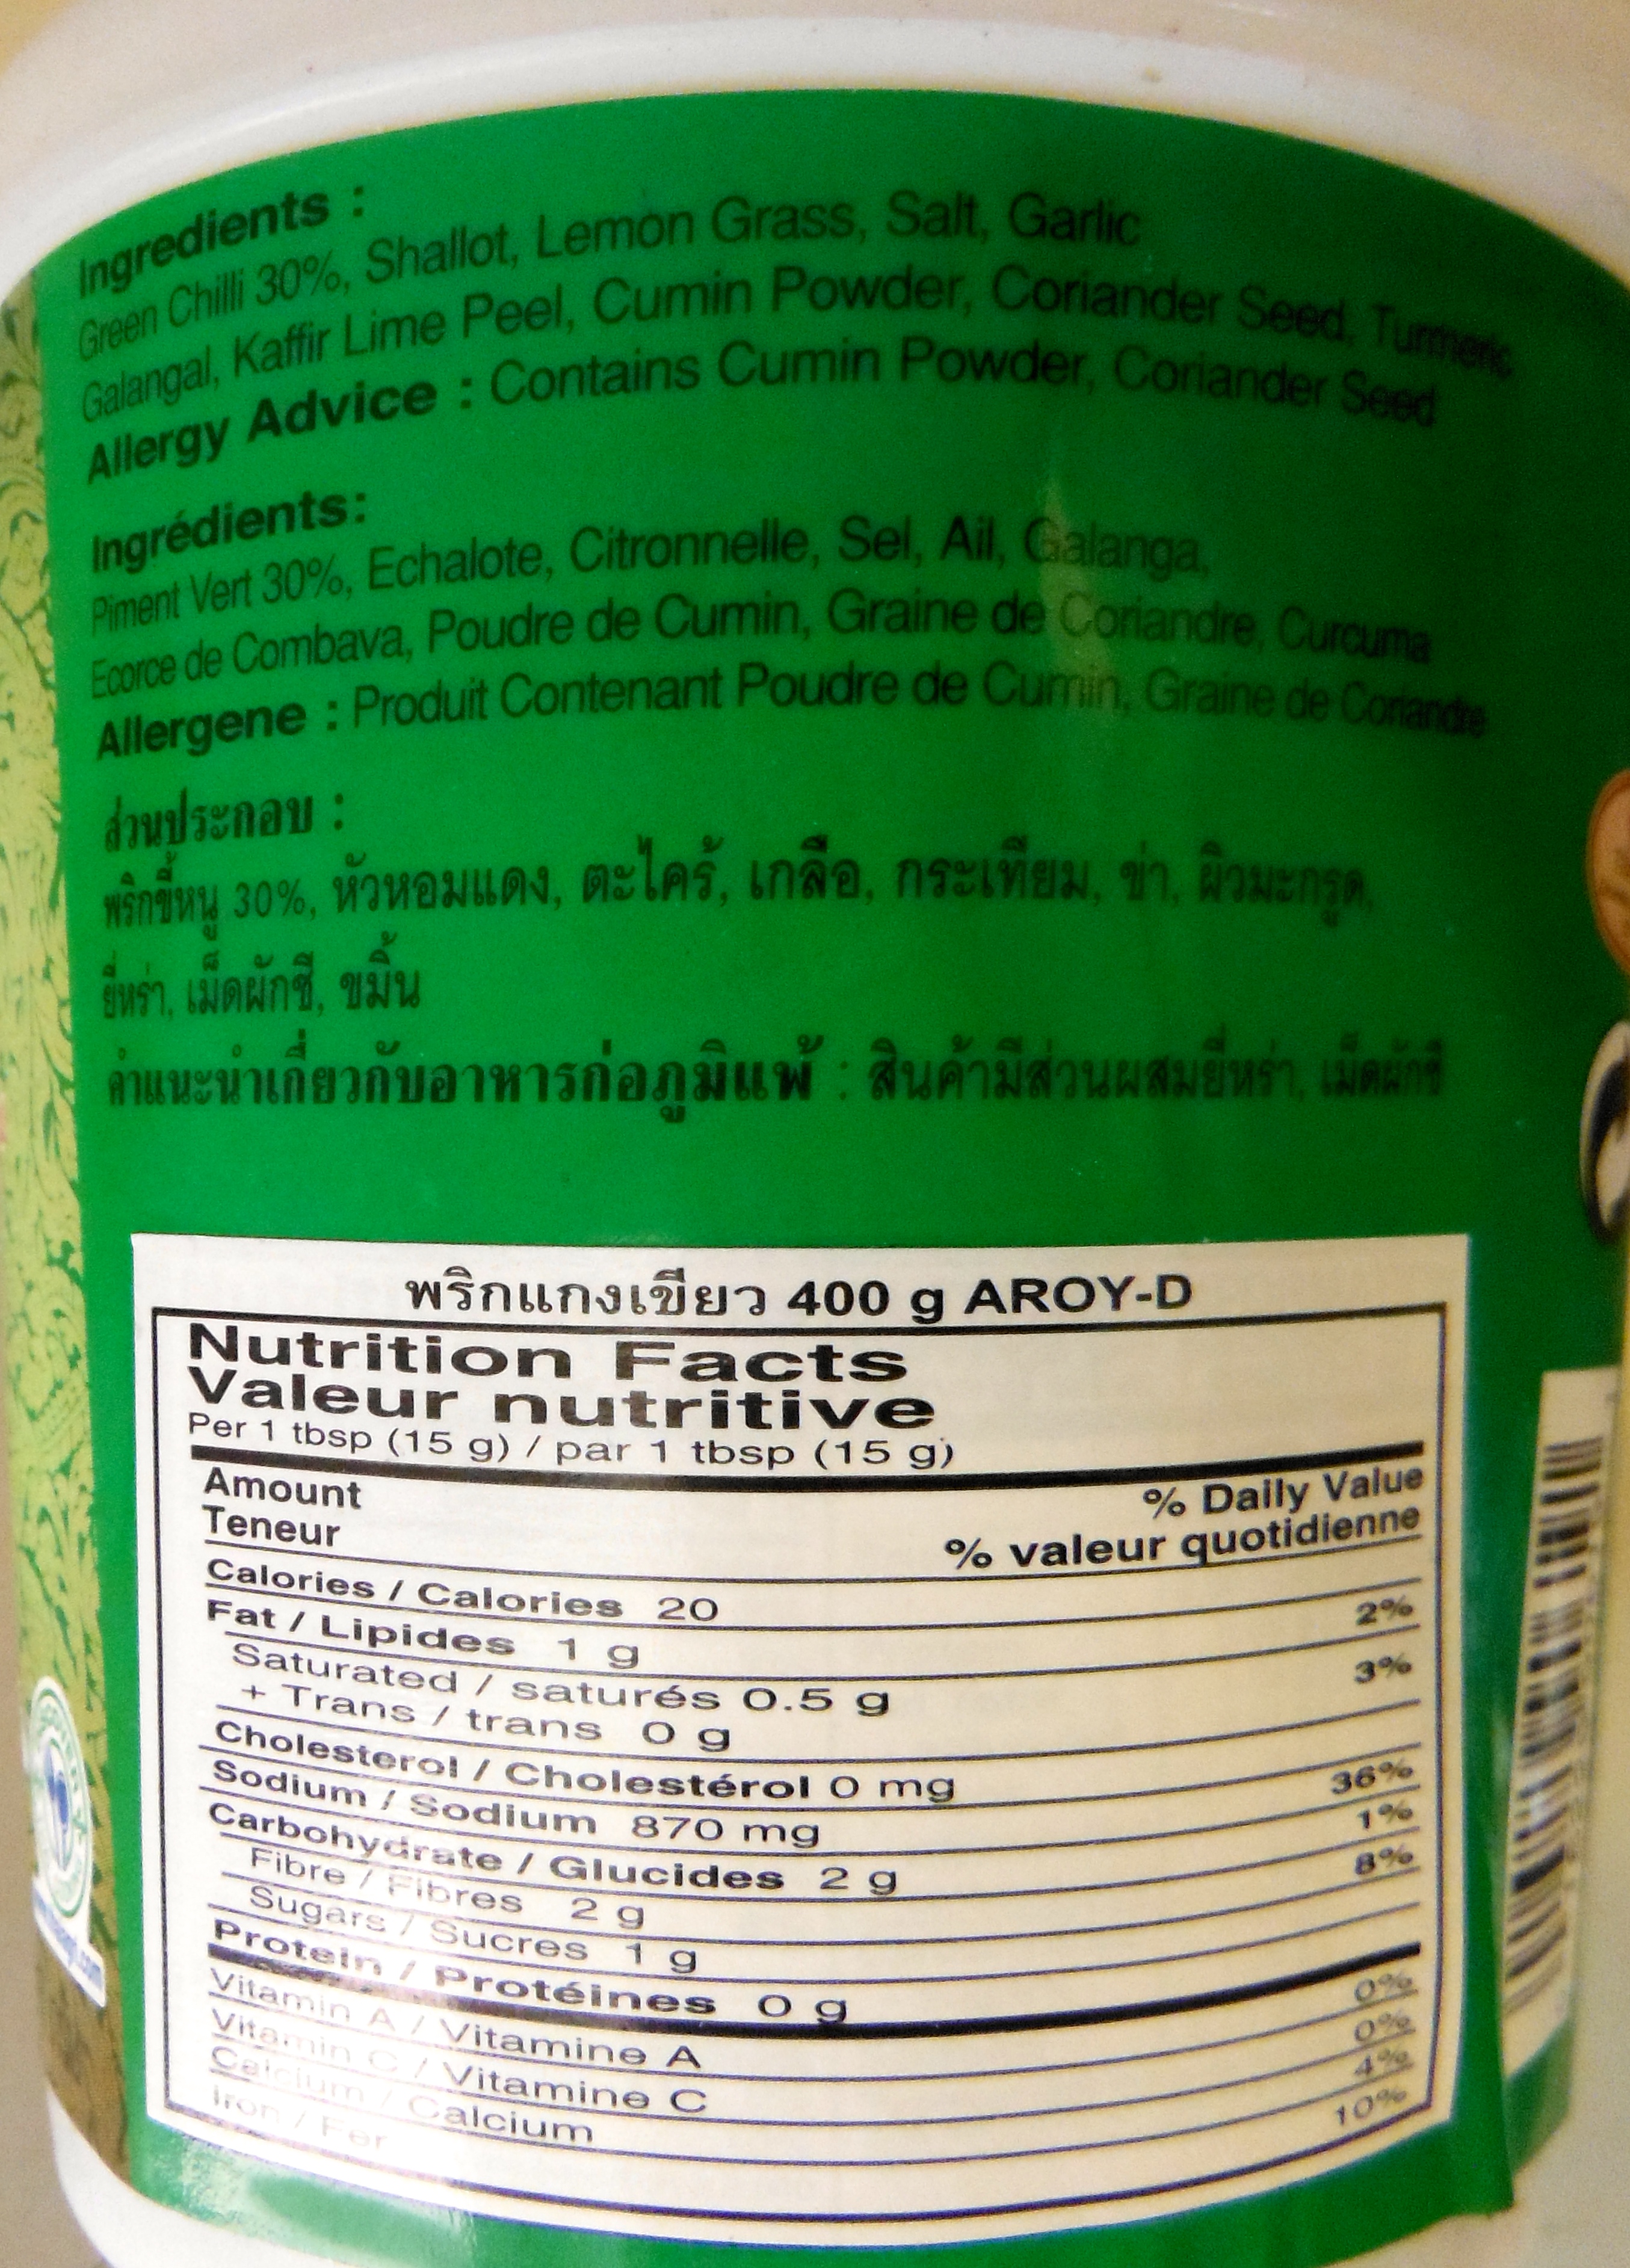 Ingredients :
Green Chilli 30%, Shallot, Lemon Grass, Salt, Garlic
Galangal, Kaffir Lime Peel, Cumin Powder, Coriander Seed, Turmeric
Allergy Advice : Contains Cumin Powder, Coriander Seed
Ingrédients:
Piment Vert 30%, Echalote, Citronnelle, Sel, Ail, Galanga,
Ecorce de Combava, Poudre de Cumin, Graine de Coriandre, Curcuma
Allergene : Produit Contenant Poudre de Cumin, Graine de Coriandre
ส่วนประกอบ :
พริกขี้หนู 30%, หัวหอมแดง, ตะไคร้, เกลือ, กระเทียม, ข่า, ผิวมะกรูด,
ยี่หร่า, เม็ดผักชี, ขมิ้น
คำแนะนำเกี่ยวกับอาหารก่อภูมิแพ้ : สินค้ามีส่วนผสมยี่หร่า, เม็ดผักชี
พริกแกงเขียว 400 g AROY-D
Nutrition Facts
Valeur nutritive
Per 1 tbsp (15 g) / par 1 tbsp (15 g)
Amount % Daily Value
Teneur % valeur quotidienne
Calories / Calories 20
Fat / Lipides 1 g 2%
Saturated / saturés 0.5 g 3%
+ Trans / trans 0 g
Cholesterol / Cholestérol 0 mg
Sodium / Sodium 870 mg 36%
Carbohydrate / Glucides 2 g 1%
Fibre / Fibres 2 g 8%
Sugars / Sucres 1 g
Protein / Protéines 0 g
Vitamin A / Vitamine A 0%
Vitamin C / Vitamine C 0%
Calcium / Calcium 4%
Iron / Fer 10%